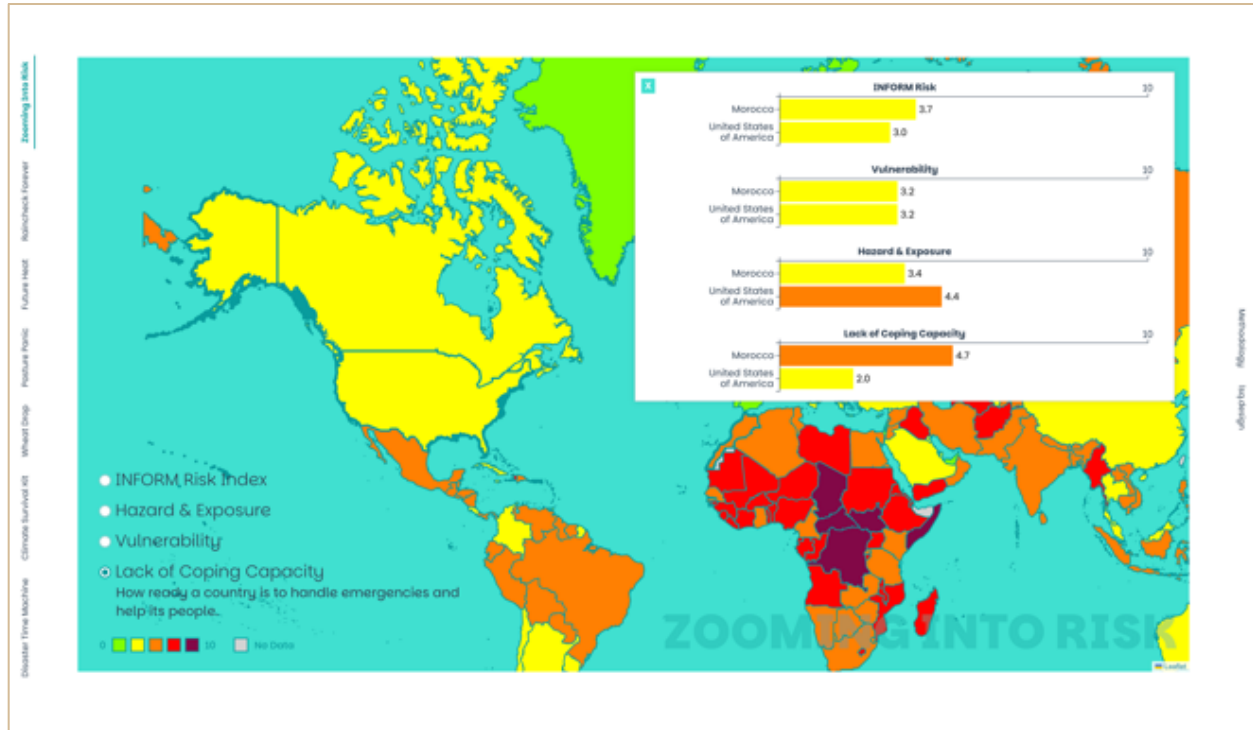 Zooming Into Risk
Raincheck Forever
Future Heat
Posture Panic
Wheat Drop
Climate Survival Kit
Disaster Time Machine
X
INFORM Risk
10
Morocco
3.7
United States
of America
3.0
Vulnerability
10
Morocco
3.2
United States
of America
3.2
Hazard & Exposure
10
Morocco
3.4
United States
of America
4.4
Lack of Coping Capacity
10
Morocco
4.7
United States
of America
2.0
INFORM Risk Index
Hazard & Exposure
Vulnerability
Lack of Coping Capacity
How ready a country is to handle emergencies and
help its people.
0 10 No Data
ZOOMING INTO RISK
Leaflet
Methodology